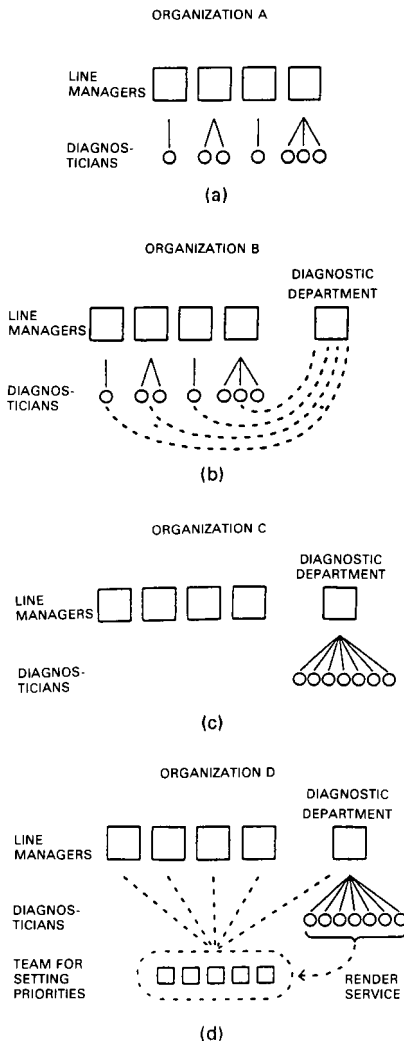 ORGANIZATION A
LINE
MANAGERS
DIAGNOS-
TICIANS
(a)
ORGANIZATION B
DIAGNOSTIC
DEPARTMENT
LINE
MANAGERS
DIAGNOS-
TICIANS
(b)
ORGANIZATION C
DIAGNOSTIC
DEPARTMENT
LINE
MANAGERS
DIAGNOS-
TICIANS
(c)
ORGANIZATION D
DIAGNOSTIC
DEPARTMENT
LINE
MANAGERS
DIAGNOS-
TICIANS
TEAM FOR
SETTING
PRIORITIES
RENDER
SERVICE
(d)